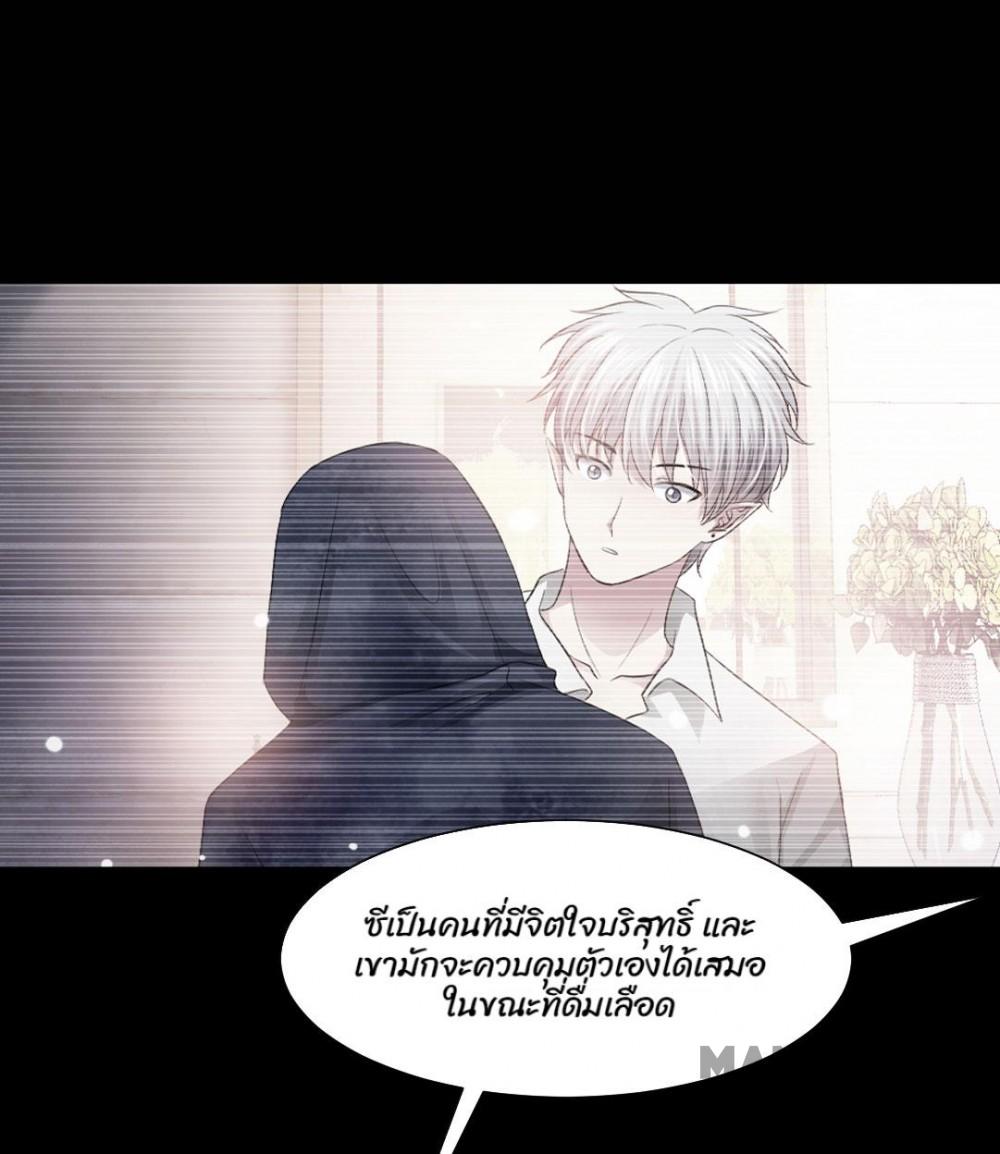 ซีเป็นคนที่มีจิตใจบริสุทธิ์ และ
เขามักจะควบคุมตัวเองได้เสมอ
ในขณะที่ดื่มเลือด